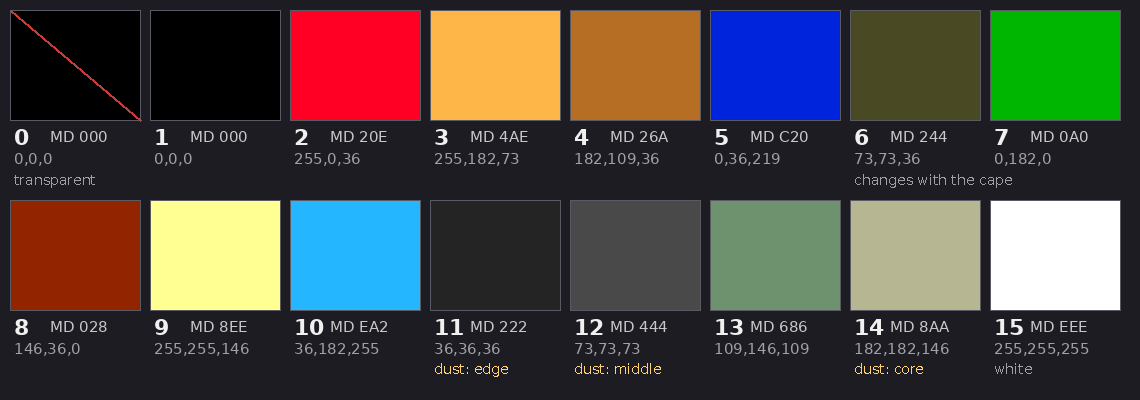 0 MD 000 1 MD 000 2 MD 20E 3 MD 4AE 4 MD 26A 5 MD C20 6 MD 244 7 MD 0A0
0,0,0 0,0,0 255,0,36 255,182,73 182,109,36 0,36,219 73,73,36 0,182,0
transparent changes with the cape
8 MD 028 9 MD 8EE 10 MD EA2 11 MD 222 12 MD 444 13 MD 686 14 MD 8AA 15 MD EEE
146,36,0 255,255,146 36,182,255 36,36,36 73,73,73 109,146,109 182,182,146 255,255,255
dust: edge dust: middle dust: core white